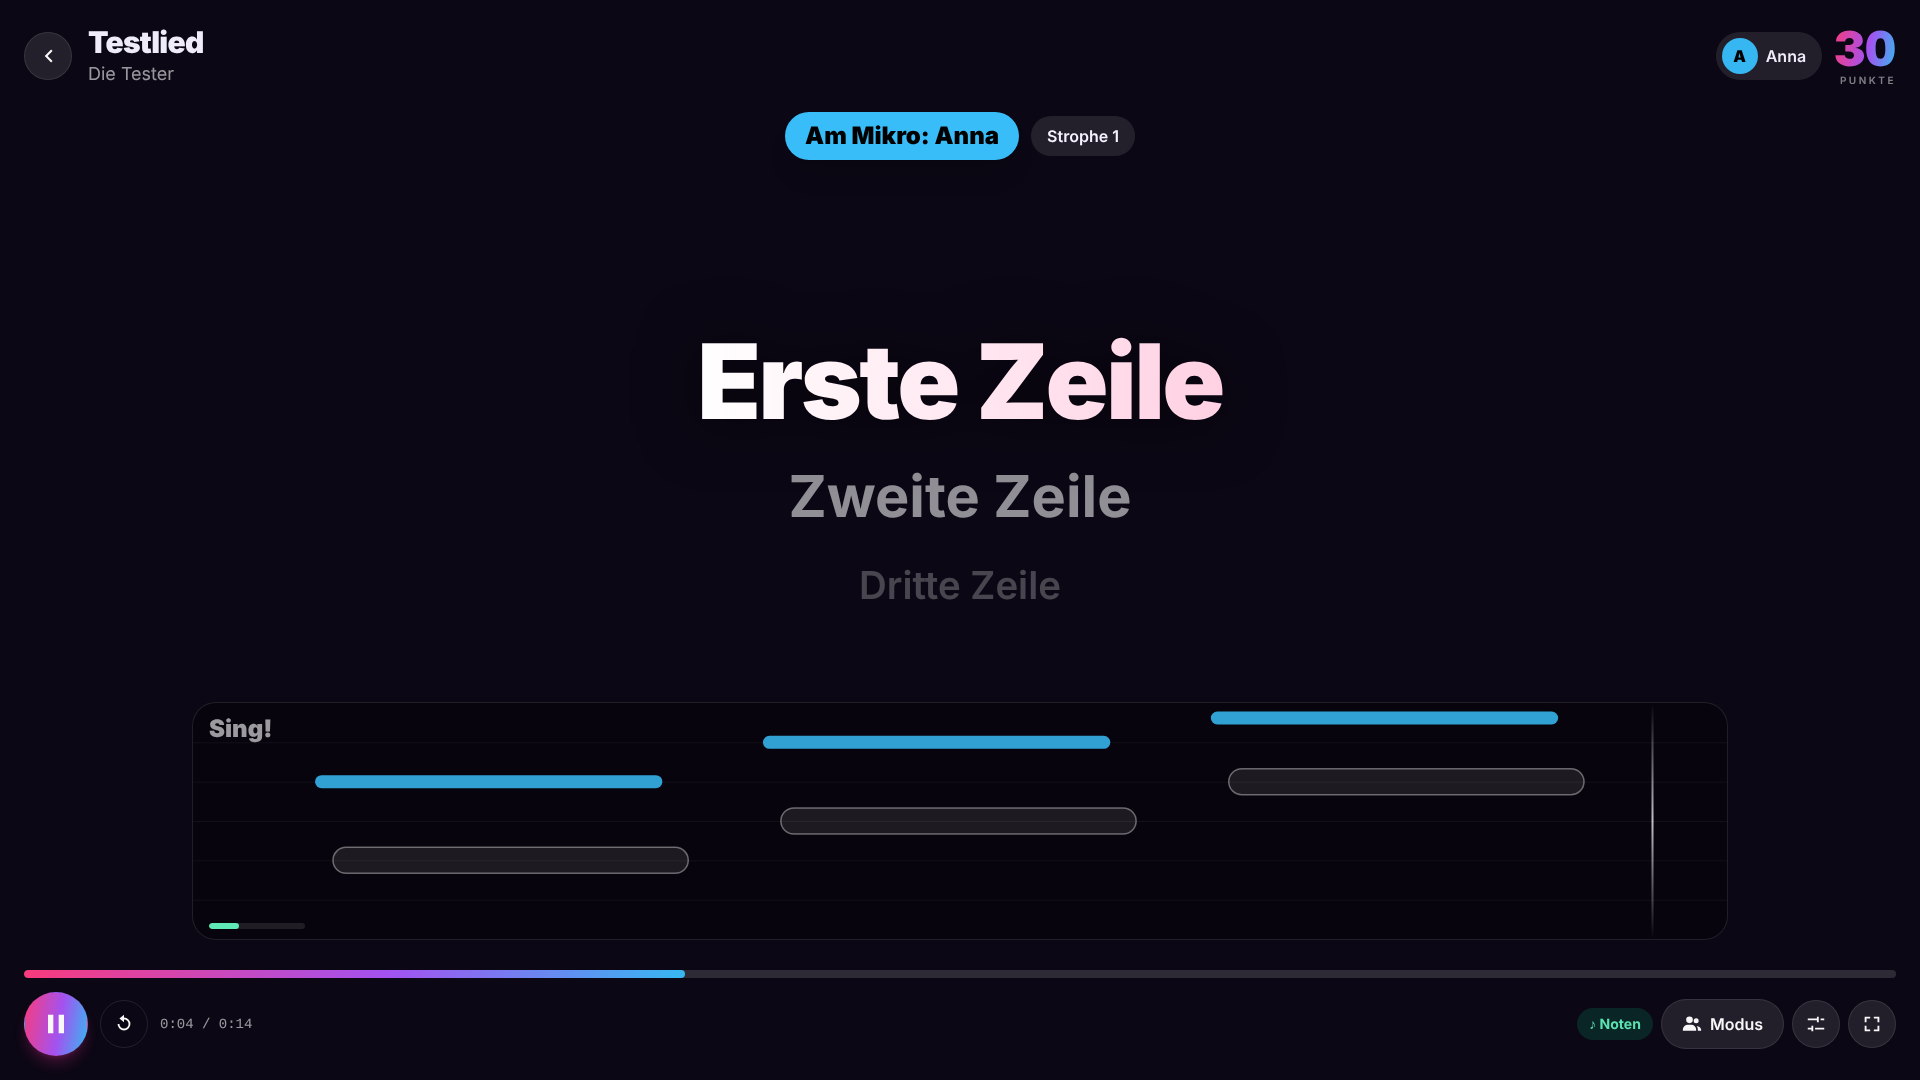 Testlied
Die Tester
A Anna
30
PUNKTE
Am Mikro: Anna
Strophe 1
Erste Zeile
Zweite Zeile
Dritte Zeile
Sing!
0:04 / 0:14
♪ Noten
Modus